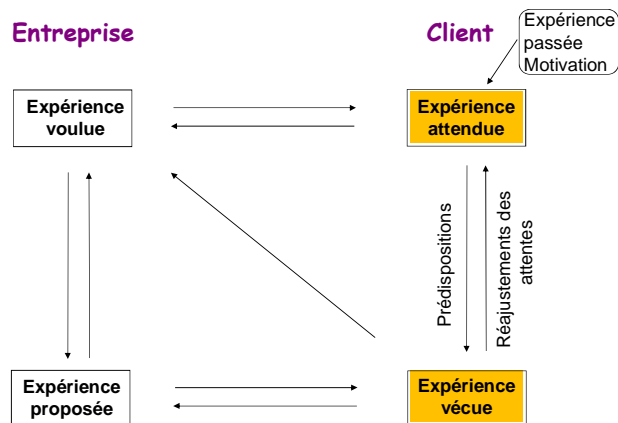 Entreprise
Client
Expérience
passée
Motivation
Expérience
voulue
Expérience
attendue
Prédispositions
Réajustements des
attentes
Expérience
proposée
Expérience
vécue